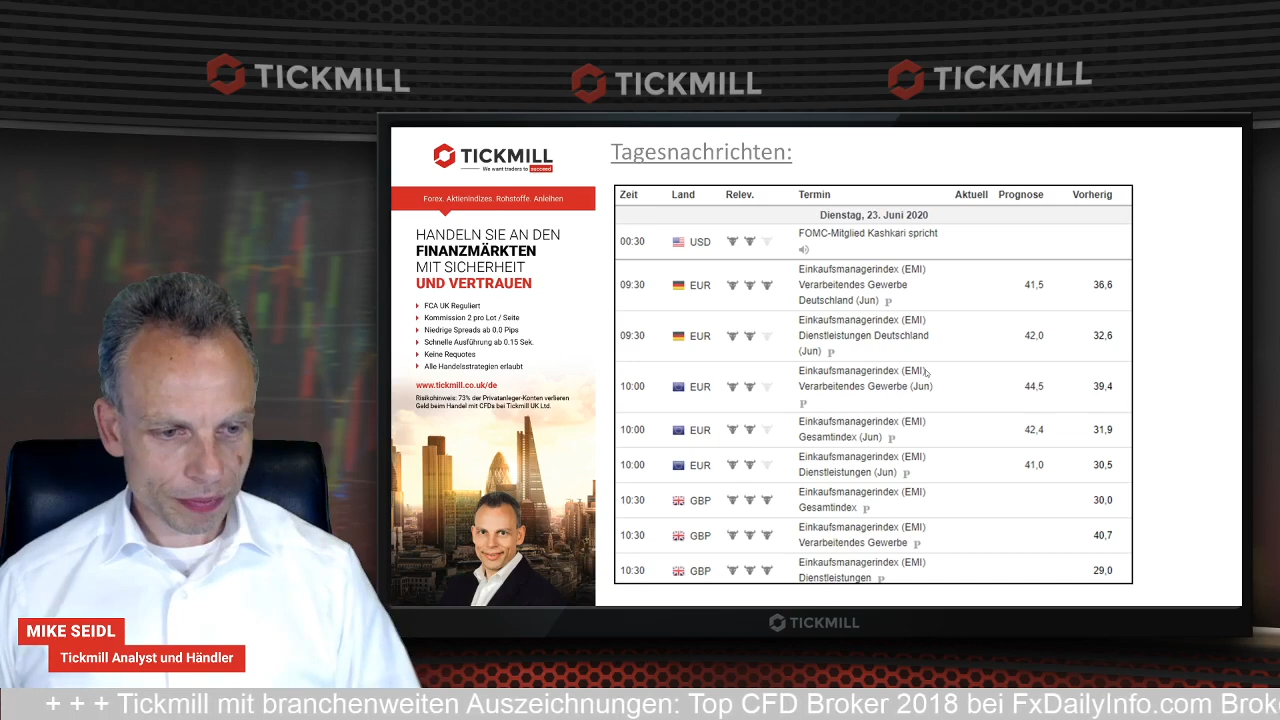 TICKMILL
TICKMILL
TICKMILL
TICKMILL
We want traders to succeed
Forex. Aktienindizes. Rohstoffe. Anleihen
HANDELN SIE AN DEN
FINANZMÄRKTEN
MIT SICHERHEIT
UND VERTRAUEN
FCA UK Reguliert
Kommission 2 pro Lot / Seite
Niedrige Spreads ab 0.0 Pips
Schnelle Ausführung ab 0.15 Sek.
Keine Requotes
Alle Handelsstrategien erlaubt
www.tickmill.co.uk/de
Risikohinweis: 73% der Privatanleger-Konten verlieren
Geld beim Handel mit CFDs bei Tickmill UK Ltd.
Tagesnachrichten:
Zeit Land Relev. Termin Aktuell Prognose Vorherig
Dienstag, 23. Juni 2020
00:30 USD FOMC-Mitglied Kashkari spricht
09:30 EUR Einkaufsmanagerindex (EMI)
Verarbeitendes Gewerbe 41,5 36,6
Deutschland (Jun) P
09:30 EUR Einkaufsmanagerindex (EMI)
Dienstleistungen Deutschland 42,0 32,6
(Jun) P
10:00 EUR Einkaufsmanagerindex (EMI)
Verarbeitendes Gewerbe (Jun) 44,5 39,4
P
10:00 EUR Einkaufsmanagerindex (EMI)
Gesamtindex (Jun) P 42,4 31,9
10:00 EUR Einkaufsmanagerindex (EMI)
Dienstleistungen (Jun) P 41,0 30,5
10:30 GBP Einkaufsmanagerindex (EMI)
Gesamtindex P 30,0
10:30 GBP Einkaufsmanagerindex (EMI)
Verarbeitendes Gewerbe P 40,7
10:30 GBP Einkaufsmanagerindex (EMI)
Dienstleistungen P 29,0
TICKMILL
MIKE SEIDL
Tickmill Analyst und Händler
+ + + Tickmill mit branchenweiten Auszeichnungen: Top CFD Broker 2018 bei FxDailyInfo.com Brok